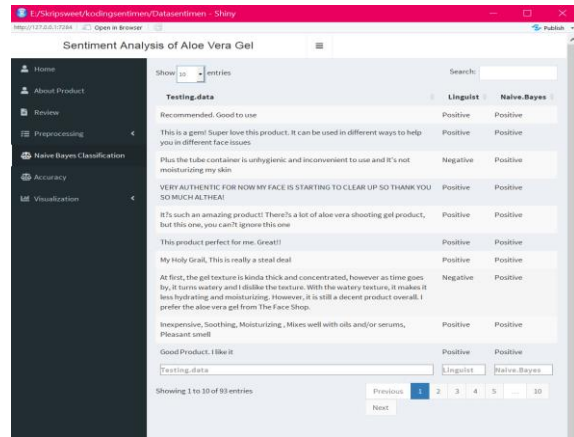 E:/Skripsweet/kodingsentimen/Datasentimen - Shiny
http://127.0.0.1:7284
Open in Browser
Publish
Sentiment Analysis of Aloe Vera Gel
Home
About Product
Review
Preprocessing
Naive Bayes Classification
Accuracy
Visualization
Show 10 entries
Search:
Testing.data Linguist Naive.Bayes
Recommended. Good to use Positive Positive
This is a gem! Super love this product. It can be used in different ways to help Positive Positive
you in different face issues
Plus the tube container is unhygienic and inconvenient to use and it's not Negative Positive
moisturizing my skin
VERY AUTHENTIC FOR NOW MY FACE IS STARTING TO CLEAR UP SO THANK YOU Positive Positive
SO MUCH ALTHEA!
It?s such an amazing product! There?s a lot of aloe vera shooting gel product, Positive Positive
but this one, you can?t ignore this one
This product perfect for me. Great!! Positive Positive
My Holy Grail, This is really a steal deal Positive Positive
At first, the gel texture is kinda thick and concentrated, however as time goes Negative Positive
by, it turns watery and I dislike the texture. With the watery texture, it makes it
less hydrating and moisturizing. However, it is still a decent product overall. I
prefer the aloe vera gel from The Face Shop.
Inexpensive, Soothing, Moisturizing , Mixes well with oils and/or serums, Positive Positive
Pleasant smell
Good Product. I like it Positive Positive
Testing.data Linguist Naive.Bayes
Showing 1 to 10 of 93 entries
Previous 1 2 3 4 5 ... 10
Next